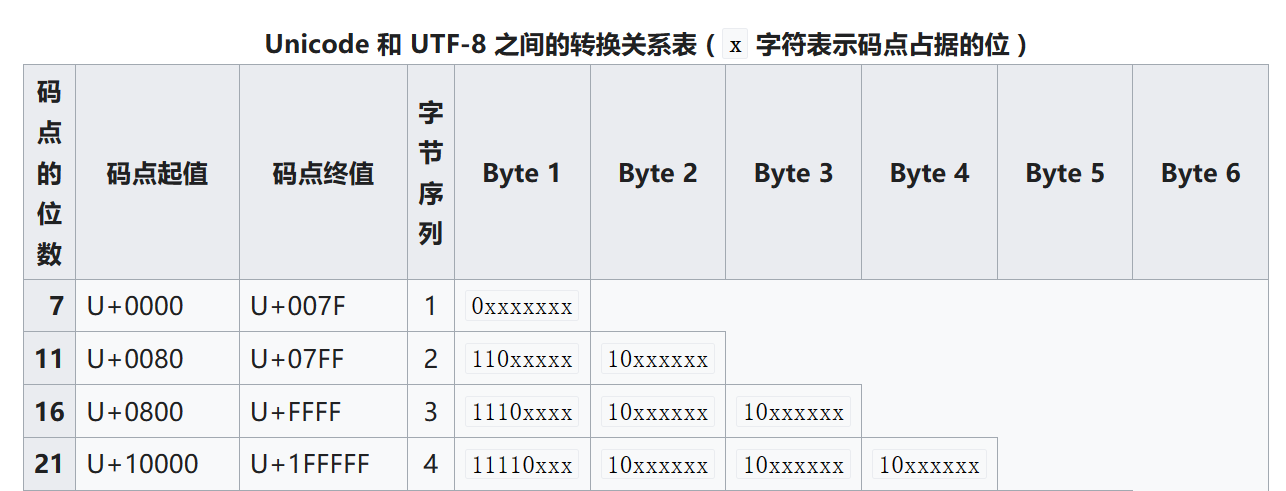 Unicode 和 UTF-8 之间的转换关系表 ( x 字符表示码点占据的位 )
码点的位数 码点起值 码点终值 字节序列 Byte 1 Byte 2 Byte 3 Byte 4 Byte 5 Byte 6
7 U+0000 U+007F 1 0xxxxxxx
11 U+0080 U+07FF 2 110xxxxx 10xxxxxx
16 U+0800 U+FFFF 3 1110xxxx 10xxxxxx 10xxxxxx
21 U+10000 U+1FFFFF 4 11110xxx 10xxxxxx 10xxxxxx 10xxxxxx